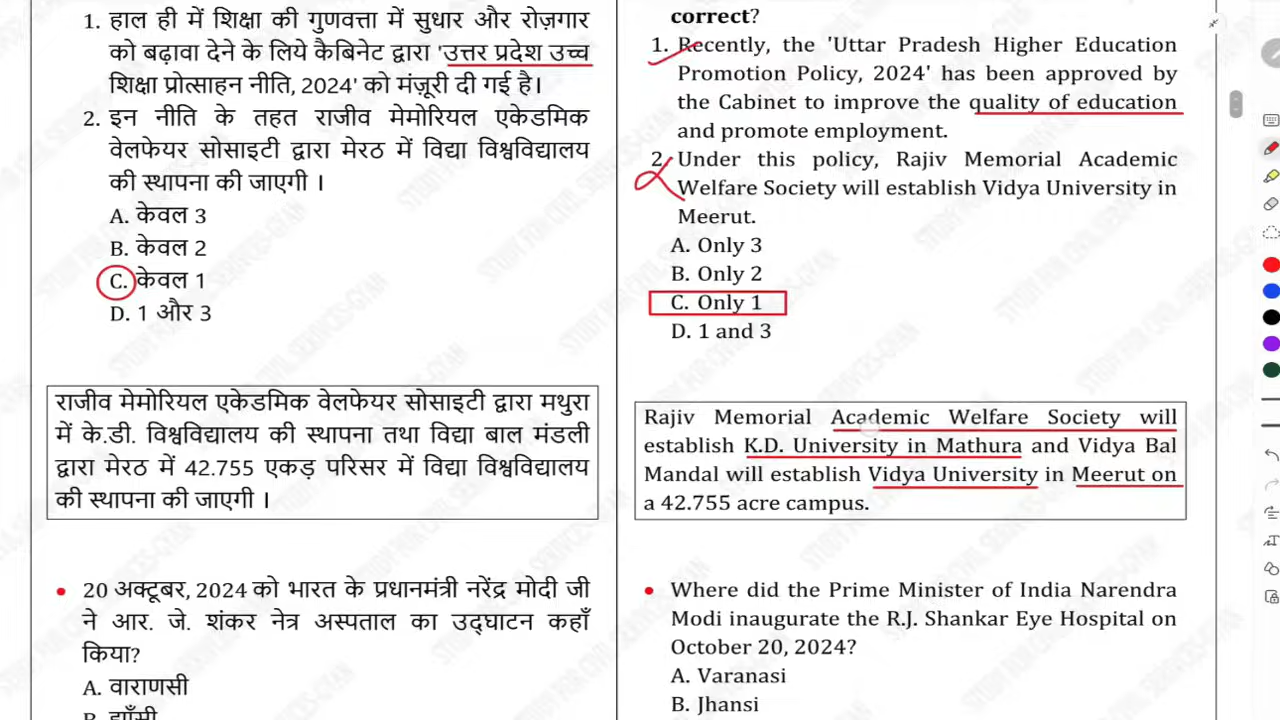 1. हाल ही में शिक्षा की गुणवत्ता में सुधार और रोज़गार
को बढ़ावा देने के लिये कैबिनेट द्वारा 'उत्तर प्रदेश उच्च
शिक्षा प्रोत्साहन नीति, 2024' को मंज़ूरी दी गई है।
2. इन नीति के तहत राजीव मेमोरियल एकेडमिक
वेलफेयर सोसाइटी द्वारा मेरठ में विद्या विश्वविद्यालय
की स्थापना की जाएगी ।
A. केवल 3
B. केवल 2
C. केवल 1
D. 1 और 3
राजीव मेमोरियल एकेडमिक वेलफेयर सोसाइटी द्वारा मथुरा
में के.डी. विश्वविद्यालय की स्थापना तथा विद्या बाल मंडली
द्वारा मेरठ में 42.755 एकड़ परिसर में विद्या विश्वविद्यालय
की स्थापना की जाएगी ।
• 20 अक्टूबर, 2024 को भारत के प्रधानमंत्री नरेंद्र मोदी जी
ने आर. जे. शंकर नेत्र अस्पताल का उद्घाटन कहाँ
किया?
A. वाराणसी
B. झाँसी
correct?
1. Recently, the 'Uttar Pradesh Higher Education
Promotion Policy, 2024' has been approved by
the Cabinet to improve the quality of education
and promote employment.
2. Under this policy, Rajiv Memorial Academic
Welfare Society will establish Vidya University in
Meerut.
A. Only 3
B. Only 2
C. Only 1
D. 1 and 3
Rajiv Memorial Academic Welfare Society will
establish K.D. University in Mathura and Vidya Bal
Mandal will establish Vidya University in Meerut on
a 42.755 acre campus.
• Where did the Prime Minister of India Narendra
Modi inaugurate the R.J. Shankar Eye Hospital on
October 20, 2024?
A. Varanasi
B. Jhansi